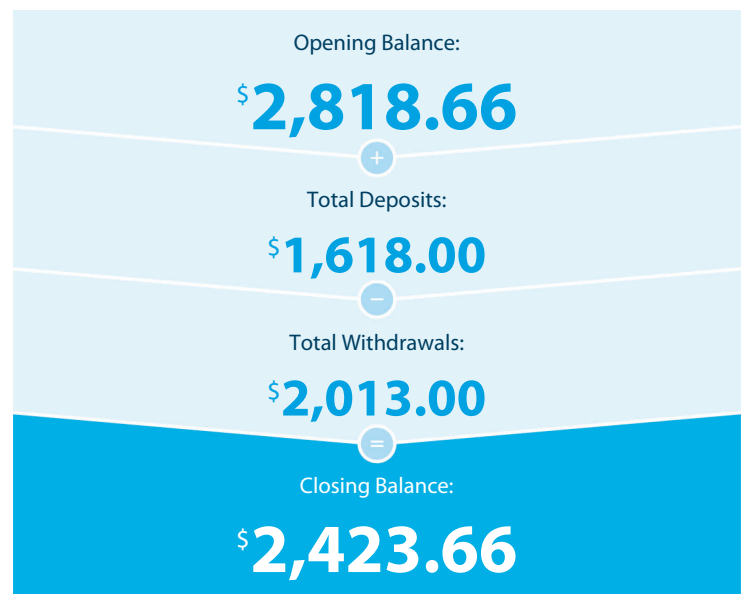 Opening Balance:
$2,818.66
+
Total Deposits:
$1,618.00
−
Total Withdrawals:
$2,013.00
=
Closing Balance:
$2,423.66